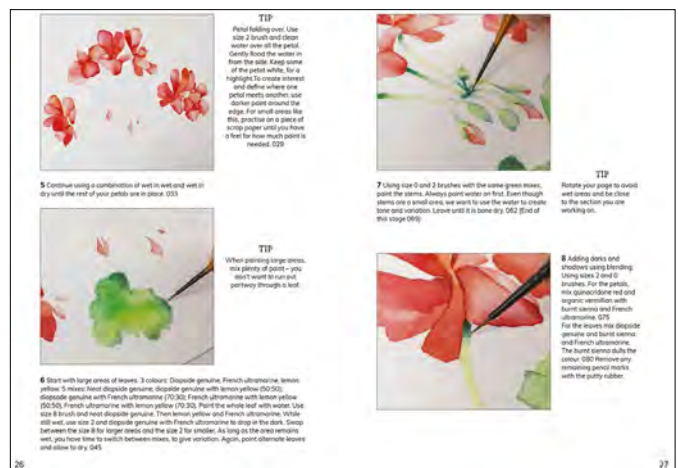 TIP
Petal folding over. Use
size 2 brush and clean
water over all the petal.
Gently flood the water in
from the side. Keep some
of the petal white, for a
highlight. To create interest
and define where one
petal meets another, use
darker paint around the
edge. For small areas like
this, practise on a piece of
scrap paper until you have
a feel for how much paint is
needed. 029
5 Continue using a combination of wet in wet and wet in
dry until the rest of your petals are in place. 033
TIP
When painting large areas,
mix plenty of paint – you
don't want to run out
partway through a leaf.
6 Start with large areas of leaves. 3 colours: Diopside genuine, French ultramarine, lemon
yellow. 5 mixes: Neat diopside genuine; diopside genuine with lemon yellow (50:50);
diopside genuine with French ultramarine (70:30); French ultramarine with lemon yellow
(50:50), French ultramarine with lemon yellow (70:30). Paint the whole leaf with water. Use
size 8 brush and neat diopside genuine. Then lemon yellow and French ultramarine. While
still wet, use size 2 and diopside genuine with French ultramarine to drop in the dark. Swap
between the size 8 for larger areas and the size 2 for smaller. As long as the area remains
wet, you have time to switch between mixes, to give variation. Again, paint alternate leaves
and allow to dry. 045
26
7 Using size 0 and 2 brushes with the same green mixes,
paint the stems. Always paint water on first. Even though
stems are a small area, we want to use the water to create
tone and variation. Leave until it is bone dry. 062 [End of
this stage 069]
TIP
Rotate your page to avoid
wet areas and be close
to the section you are
working on.
8 Adding darks and
shadows using blending.
Using sizes 2 and 0
brushes. For the petals,
mix quinacridone red and
organic vermilion with
burnt sienna and French
ultramarine. 075
For the leaves mix diopside
genuine and burnt sienna
and French ultramarine.
The burnt sienna dulls the
colour. 080 Remove any
remaining pencil marks
with the putty rubber.
27